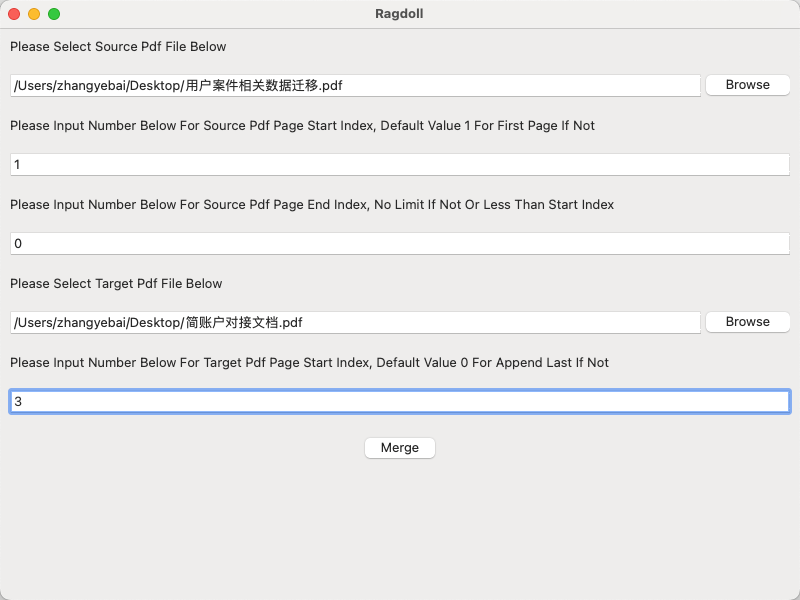 Ragdoll
Please Select Source Pdf File Below
/Users/zhangyebai/Desktop/用户案件相关数据迁移.pdf
Browse
Please Input Number Below For Source Pdf Page Start Index, Default Value 1 For First Page If Not
1
Please Input Number Below For Source Pdf Page End Index, No Limit If Not Or Less Than Start Index
0
Please Select Target Pdf File Below
/Users/zhangyebai/Desktop/简账户对接文档.pdf
Browse
Please Input Number Below For Target Pdf Page Start Index, Default Value 0 For Append Last If Not
3
Merge